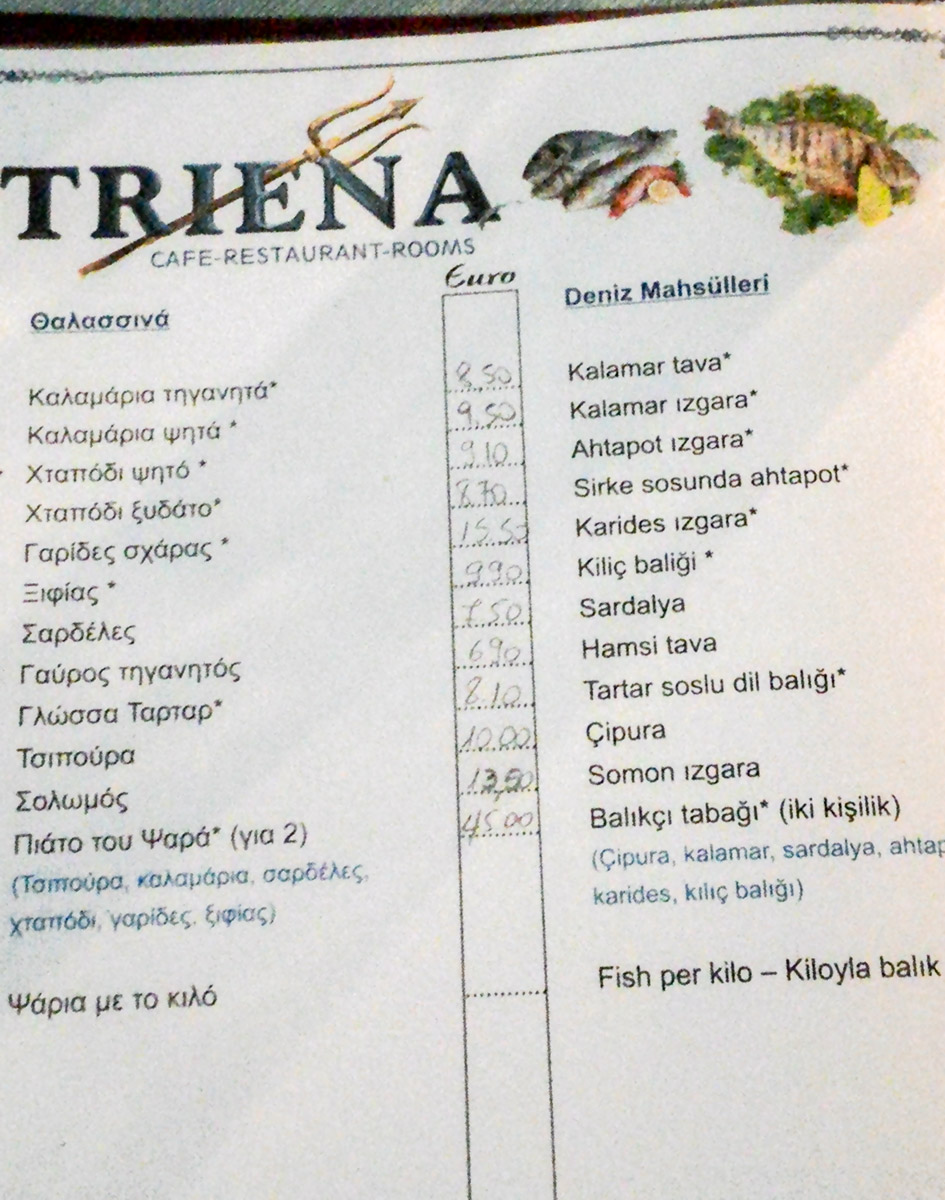 TRIENA
CAFE-RESTAURANT-ROOMS
Euro
Θαλασσινά Deniz Mahsülleri
Καλαμάρια τηγανητά* 8,50 Kalamar tava*
Καλαμάρια ψητά * 9,50 Kalamar ızgara*
Χταπόδι ψητό * 9.10 Ahtapot ızgara*
Χταπόδι ξυδάτο* 8.70 Sirke sosunda ahtapot*
Γαρίδες σχάρας * 15.50 Karides ızgara*
Ξιφίας * 9.90 Kiliç baliği *
Σαρδέλες 7.50 Sardalya
Γαύρος τηγανητός 6.90 Hamsi tava
Γλώσσα Ταρταρ* 8.10 Tartar soslu dil balığı*
Τσιπούρα 10.00 Çipura
Σολωμός 13,50 Somon ızgara
Πιάτο του Ψαρά* (για 2) 45.00 Balıkçı tabağı* (iki kişilik)
(Τσιπούρα, καλαμάρια, σαρδέλες, (Çipura, kalamar, sardalya, ahtap
χταπόδι, γαρίδες, ξιφίας) karides, kılıç balığı)
Ψάρια με το κιλό Fish per kilo – Kiloyla balık